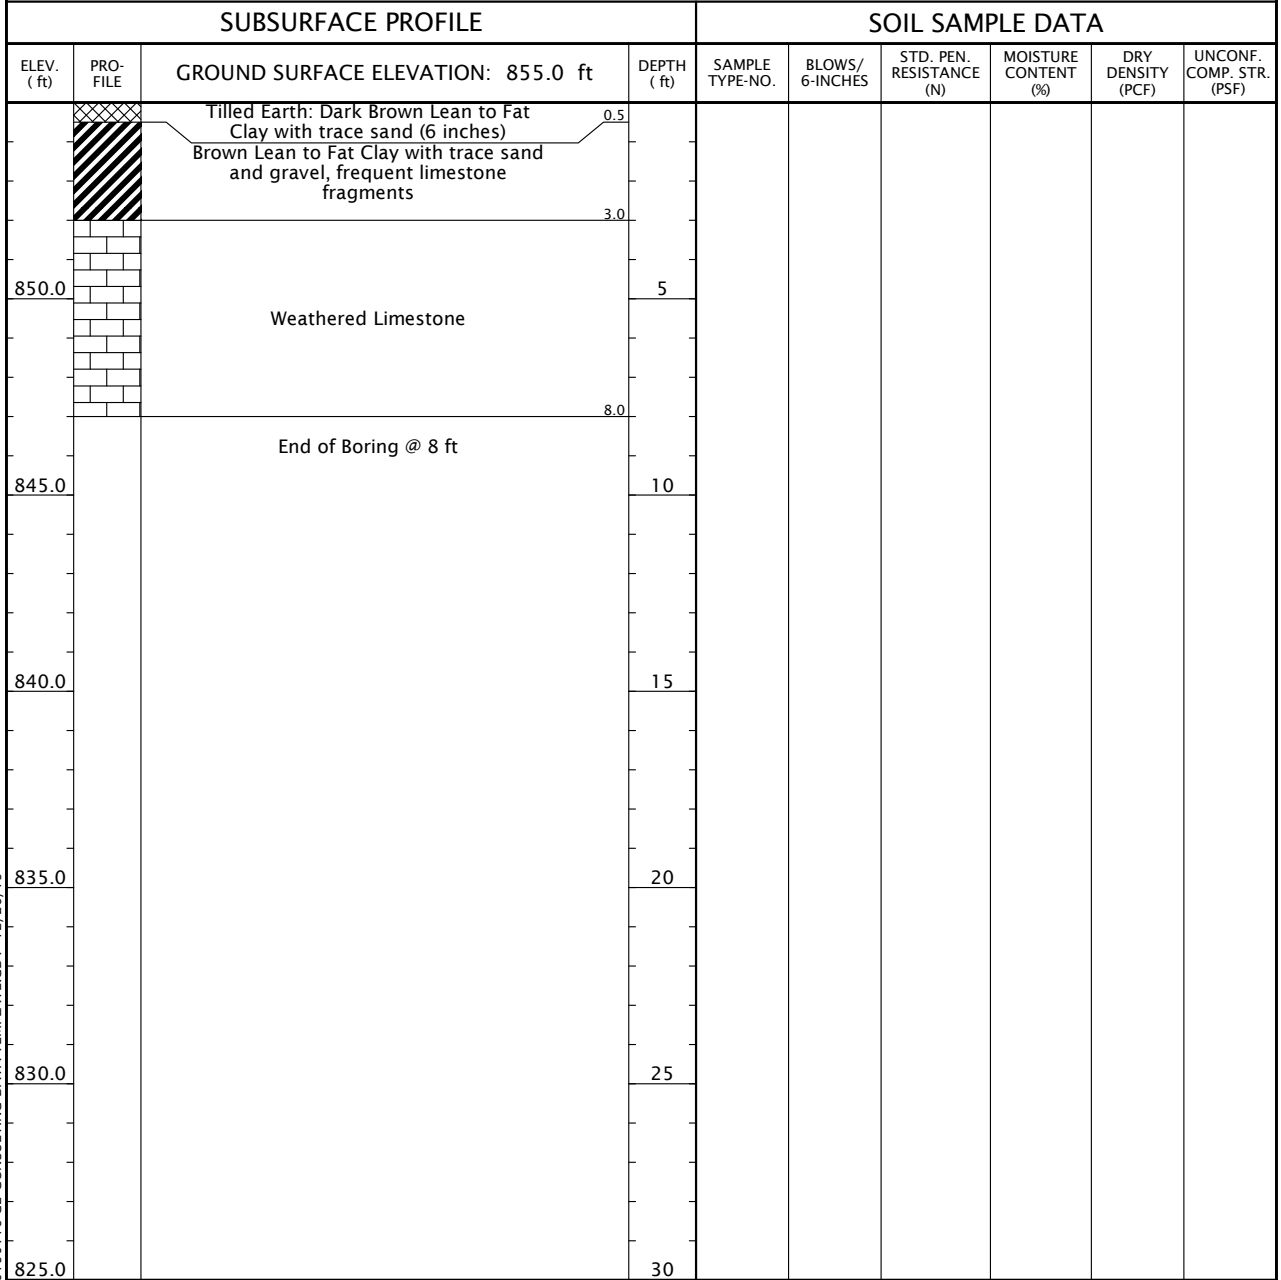 SUBSURFACE PROFILE
SOIL SAMPLE DATA
ELEV.
( ft)
PRO-
FILE
GROUND SURFACE ELEVATION: 855.0 ft
DEPTH
( ft)
SAMPLE
TYPE-NO.
BLOWS/
6-INCHES
STD. PEN.
RESISTANCE
(N)
MOISTURE
CONTENT
(%)
DRY
DENSITY
(PCF)
UNCONF.
COMP. STR.
(PSF)
Tilled Earth: Dark Brown Lean to Fat
Clay with trace sand (6 inches)
0.5
Brown Lean to Fat Clay with trace sand
and gravel, frequent limestone
fragments
3.0
850.0
5
Weathered Limestone
8.0
End of Boring @ 8 ft
845.0
10
840.0
15
835.0
20
830.0
25
825.0
30